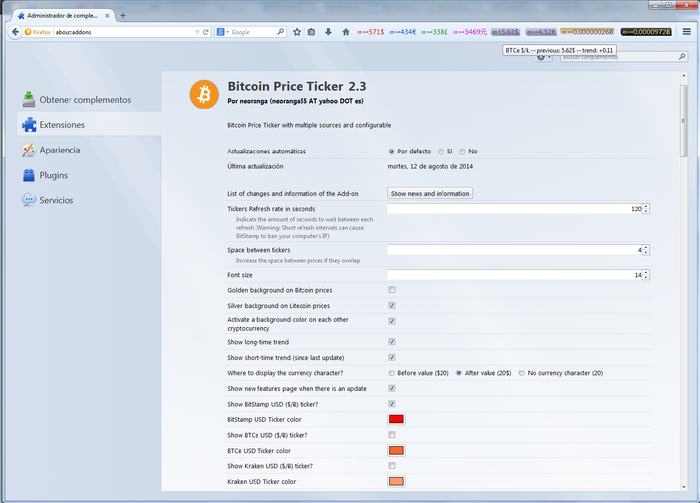 Administrador de comple...
Firefox
about:addons
Google
571$
434€
338£
3469元
5.63$
4.32€
0.00000026B
0.0000972B
BTCe $/Ł -- previous: 5.62$ -- trend: +0.11
Buscar complementos
Obtener complementos
Extensiones
Apariencia
Plugins
Servicios
Bitcoin Price Ticker 2.3
Por neoranga (neoranga55 AT yahoo DOT es)
Bitcoin Price Ticker with multiple sources and configurable
Actualizaciones automáticas
Por defecto
Sí
No
Última actualización
martes, 12 de agosto de 2014
List of changes and information of the Add-on
Show news and information
Tickers Refresh rate in seconds
120
Indicate the amount of seconds to wait between each
refresh (Warning: Short refresh intervals can cause
BitStamp to ban your computer's IP)
Space between tickers
4
Increase the space between prices if they overlap
Font size
14
Golden background on Bitcoin prices
Silver background on Litecoin prices
Activate a background color on each other
cryptocurrency
Show long-time trend
Show short-time trend (since last update)
Where to display the currency character?
Before value ($20)
After value (20$)
No currency character (20)
Show new features page when there is an update
Show BitStamp USD ($/฿) ticker?
BitStamp USD Ticker color
Show BTCe USD ($/฿) ticker?
BTCe USD Ticker color
Show Kraken USD ($/฿) ticker?
Kraken USD Ticker color